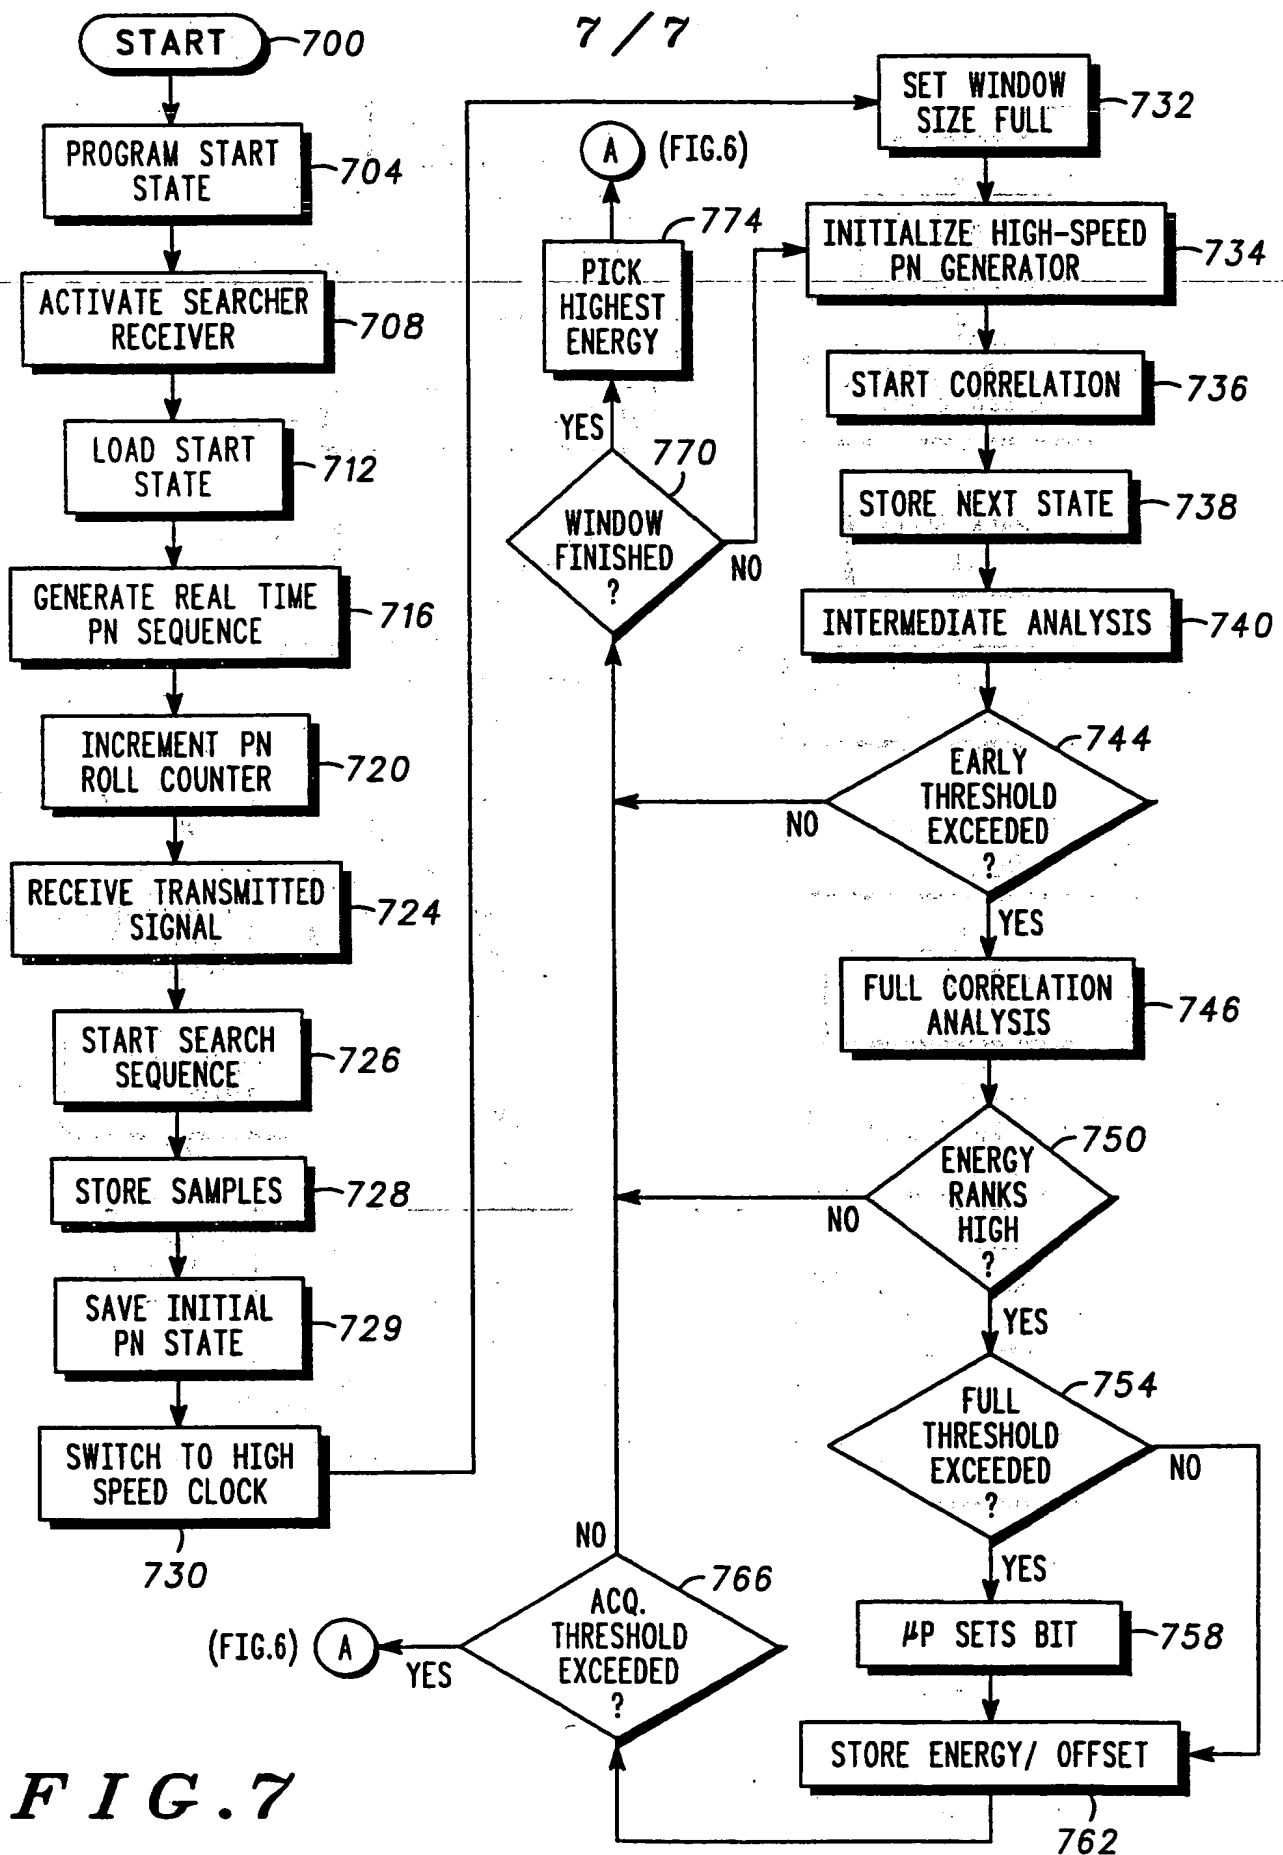 7/7
START
700
PROGRAM START
STATE
704
ACTIVATE SEARCHER
RECEIVER
708
LOAD START
STATE
712
GENERATE REAL TIME
PN SEQUENCE
716
INCREMENT PN
ROLL COUNTER
720
RECEIVE TRANSMITTED
SIGNAL
724
START SEARCH
SEQUENCE
726
STORE SAMPLES
728
SAVE INITIAL
PN STATE
729
SWITCH TO HIGH
SPEED CLOCK
730
SET WINDOW
SIZE FULL
732
INITIALIZE HIGH-SPEED
PN GENERATOR
734
START CORRELATION
736
STORE NEXT STATE
738
INTERMEDIATE ANALYSIS
740
EARLY
THRESHOLD
EXCEEDED
?
744
NO
YES
FULL CORRELATION
ANALYSIS
746
ENERGY
RANKS
HIGH
?
750
NO
YES
FULL
THRESHOLD
EXCEEDED
?
754
NO
YES
µP SETS BIT
758
STORE ENERGY/ OFFSET
762
ACQ.
THRESHOLD
EXCEEDED
?
766
NO
YES
A
(FIG.6)
WINDOW
FINISHED
?
770
NO
YES
PICK
HIGHEST
ENERGY
774
A
(FIG.6)
FIG.7